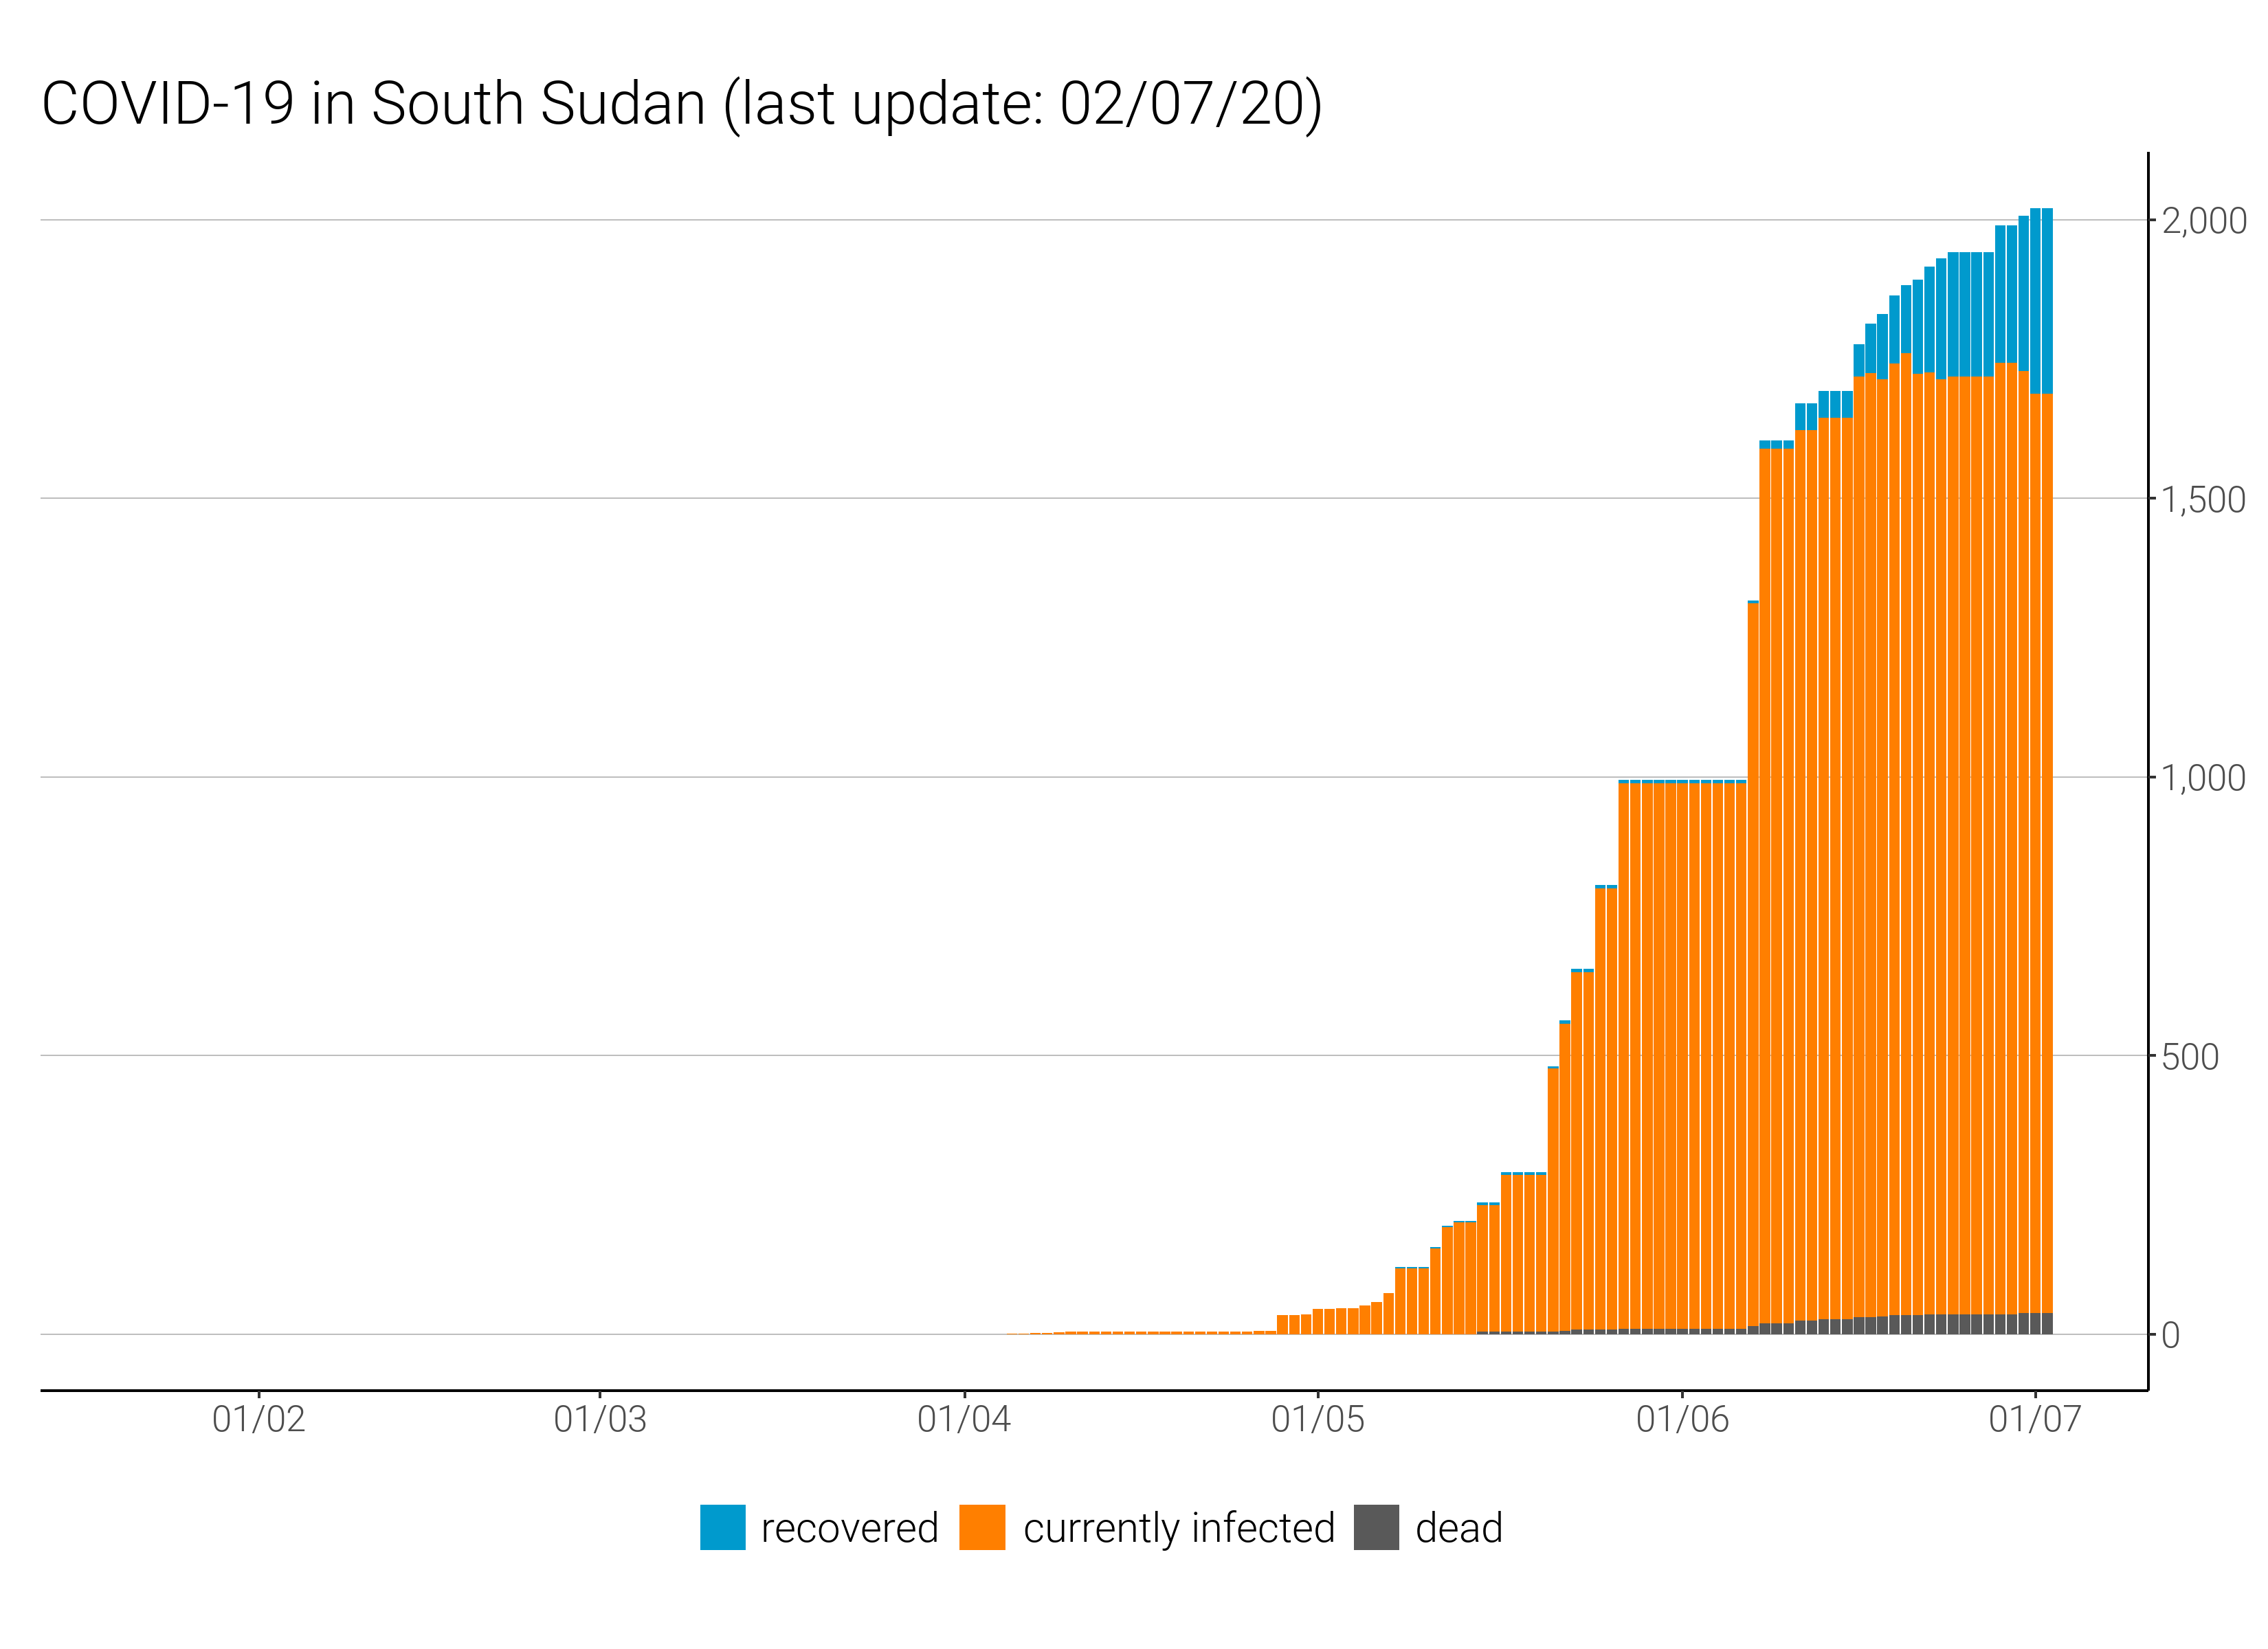 COVID-19 in South Sudan (last update: 02/07/20)
2,000
1,500
1,000
500
0
01/02 01/03 01/04 01/05 01/06 01/07
recovered currently infected dead